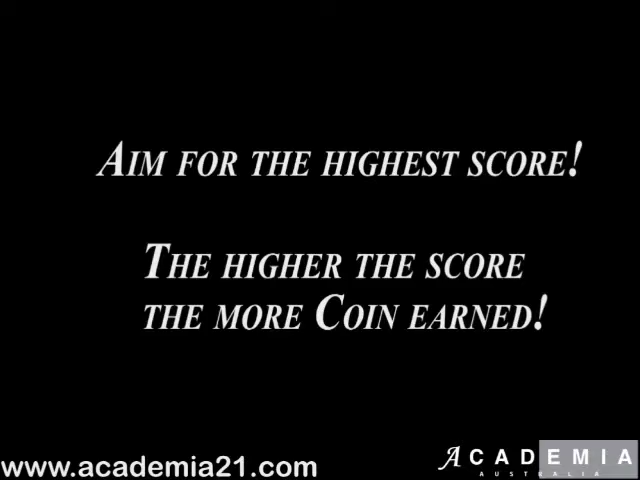 AIM FOR THE HIGHEST SCORE!
THE HIGHER THE SCORE
THE MORE COIN EARNED!
www.academia21.com
ACADEMIA
AUSTRALIA